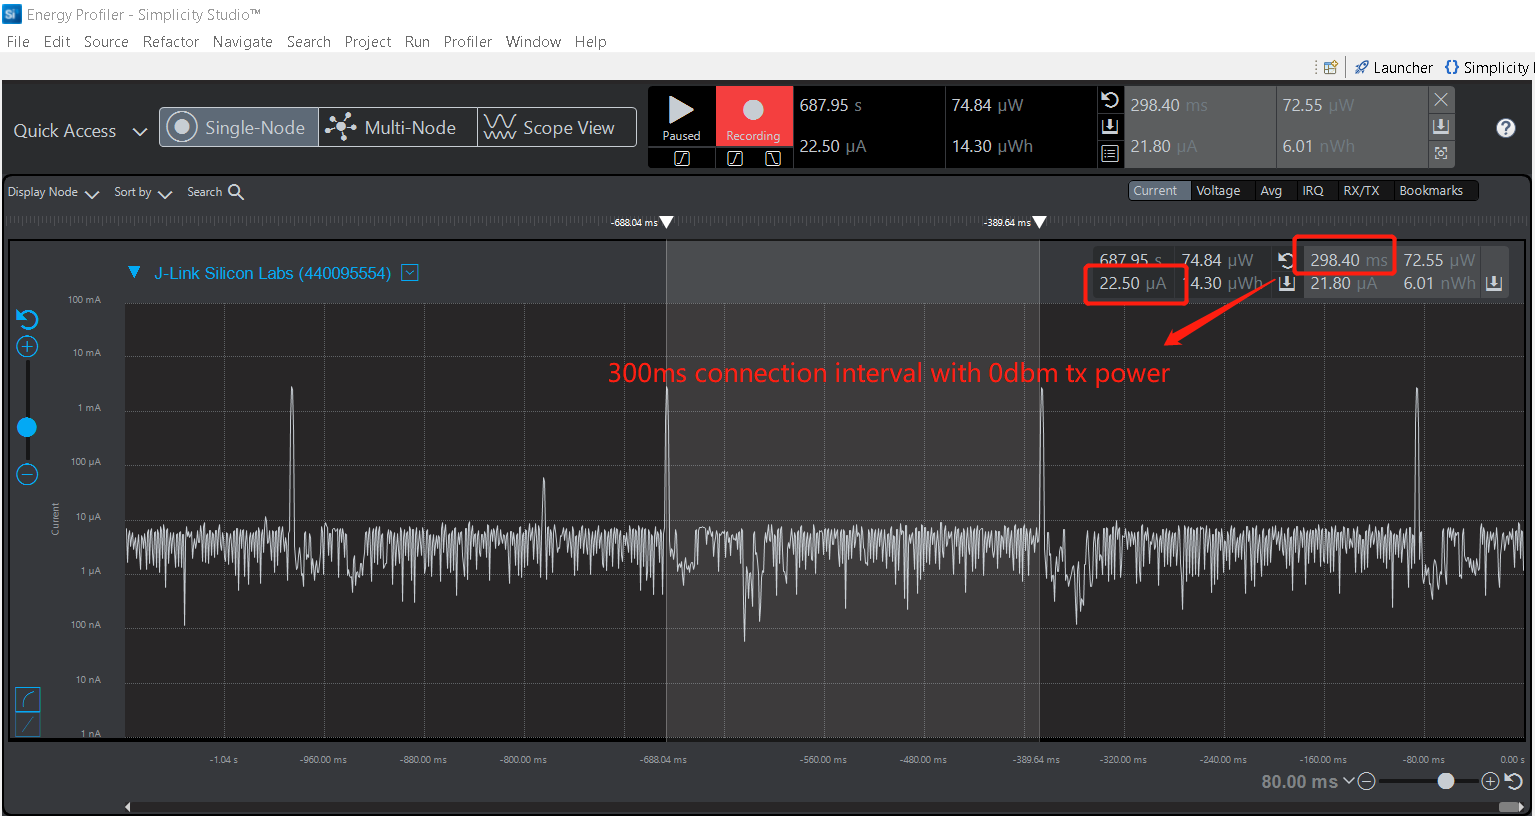 Si Energy Profiler - Simplicity Studio™
File Edit Source Refactor Navigate Search Project Run Profiler Window Help
Launcher {} Simplicity
Quick Access Single-Node Multi-Node Scope View
Paused Recording
687.95 s 74.84 µW 298.40 ms 72.55 µW
22.50 µA 14.30 µWh 21.80 µA 6.01 nWh
?
Display Node Sort by Search
Current Voltage Avg IRQ RX/TX Bookmarks
-688.04 ms -389.64 ms
J-Link Silicon Labs (440095554)
687.95 s 74.84 µW 298.40 ms 72.55 µW
22.50 µA 14.30 µWh 21.80 µA 6.01 nWh
300ms connection interval with 0dbm tx power
100 mA
10 mA
1 mA
100 µA
10 µA
1 µA
100 nA
10 nA
1 nA
Current
-1.04 s -960.00 ms -880.00 ms -800.00 ms -688.04 ms -560.00 ms -480.00 ms -389.64 ms -320.00 ms -240.00 ms -160.00 ms -80.00 ms 0.00 s
80.00 ms